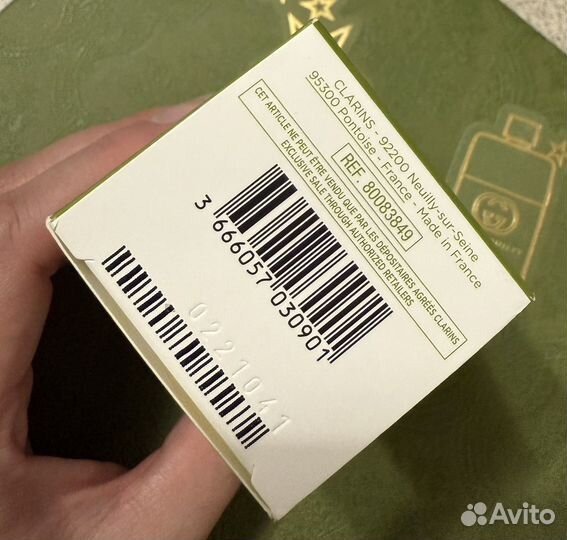 CLARINS - 92200 Neuilly-sur-Seine
95300 Pontoise - France - Made in France
REF. 80083849
CET ARTICLE NE PEUT ÊTRE VENDU QUE PAR LES DÉPOSITAIRES AGRÉÉS CLARINS
EXCLUSIVE SALE THROUGH AUTHORIZED RETAILERS
3 666057 030901
0221041
Avito